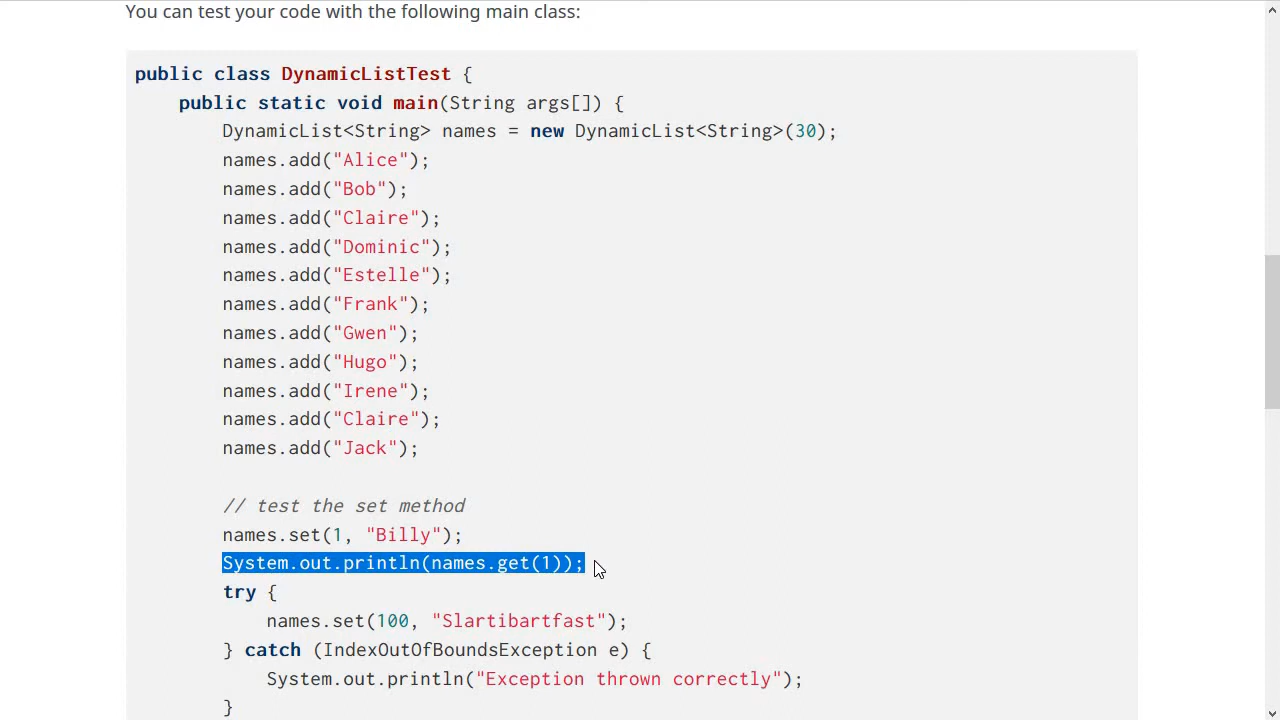 You can test your code with the following main class:
public class DynamicListTest {
public static void main(String args[]) {
DynamicList<String> names = new DynamicList<String>(30);
names.add("Alice");
names.add("Bob");
names.add("Claire");
names.add("Dominic");
names.add("Estelle");
names.add("Frank");
names.add("Gwen");
names.add("Hugo");
names.add("Irene");
names.add("Claire");
names.add("Jack");
// test the set method
names.set(1, "Billy");
System.out.println(names.get(1));
try {
names.set(100, "Slartibartfast");
} catch (IndexOutOfBoundsException e) {
System.out.println("Exception thrown correctly");
}